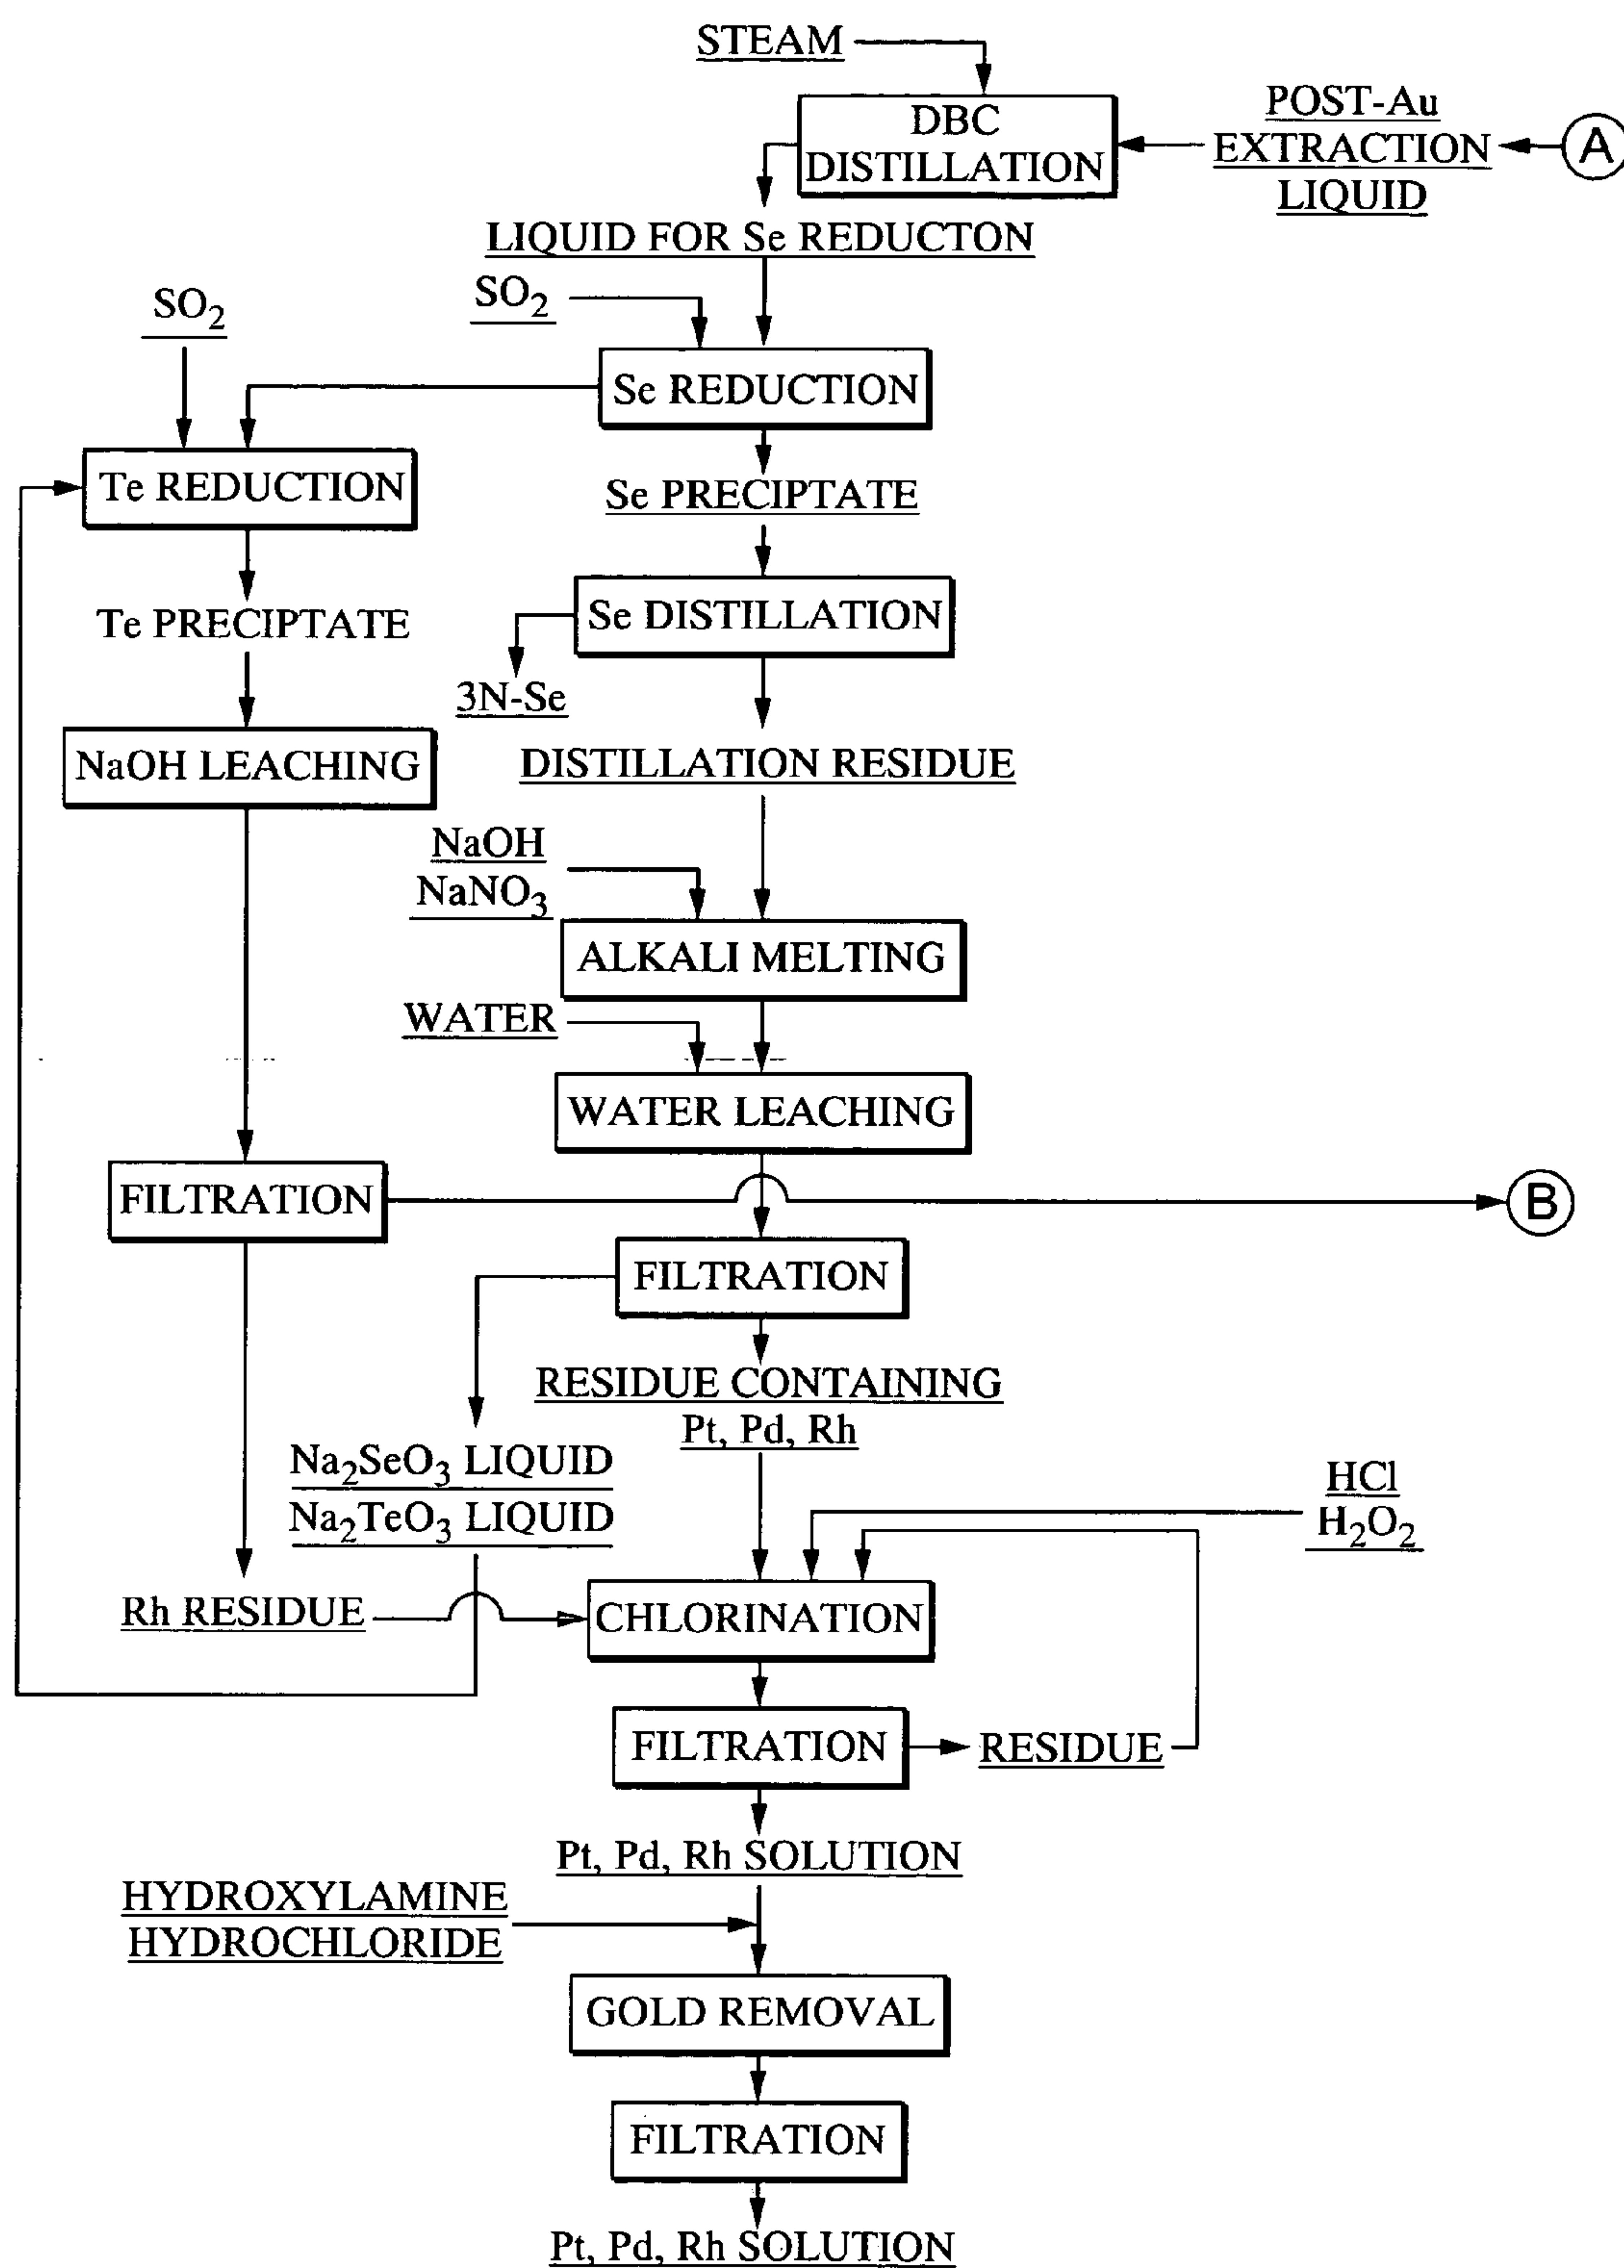 STEAM
DBC
DISTILLATION
POST-Au
EXTRACTION
LIQUID
A
LIQUID FOR Se REDUCTON
SO2
SO2
Se REDUCTION
Te REDUCTION
Se PRECIPTATE
Se DISTILLATION
Te PRECIPTATE
3N-Se
NaOH LEACHING
DISTILLATION RESIDUE
NaOH
NaNO3
ALKALI MELTING
WATER
WATER LEACHING
FILTRATION
B
FILTRATION
RESIDUE CONTAINING
Pt, Pd, Rh
Na2SeO3 LIQUID
Na2TeO3 LIQUID
HCl
H2O2
Rh RESIDUE
CHLORINATION
FILTRATION
RESIDUE
Pt, Pd, Rh SOLUTION
HYDROXYLAMINE
HYDROCHLORIDE
GOLD REMOVAL
FILTRATION
Pt, Pd, Rh SOLUTION